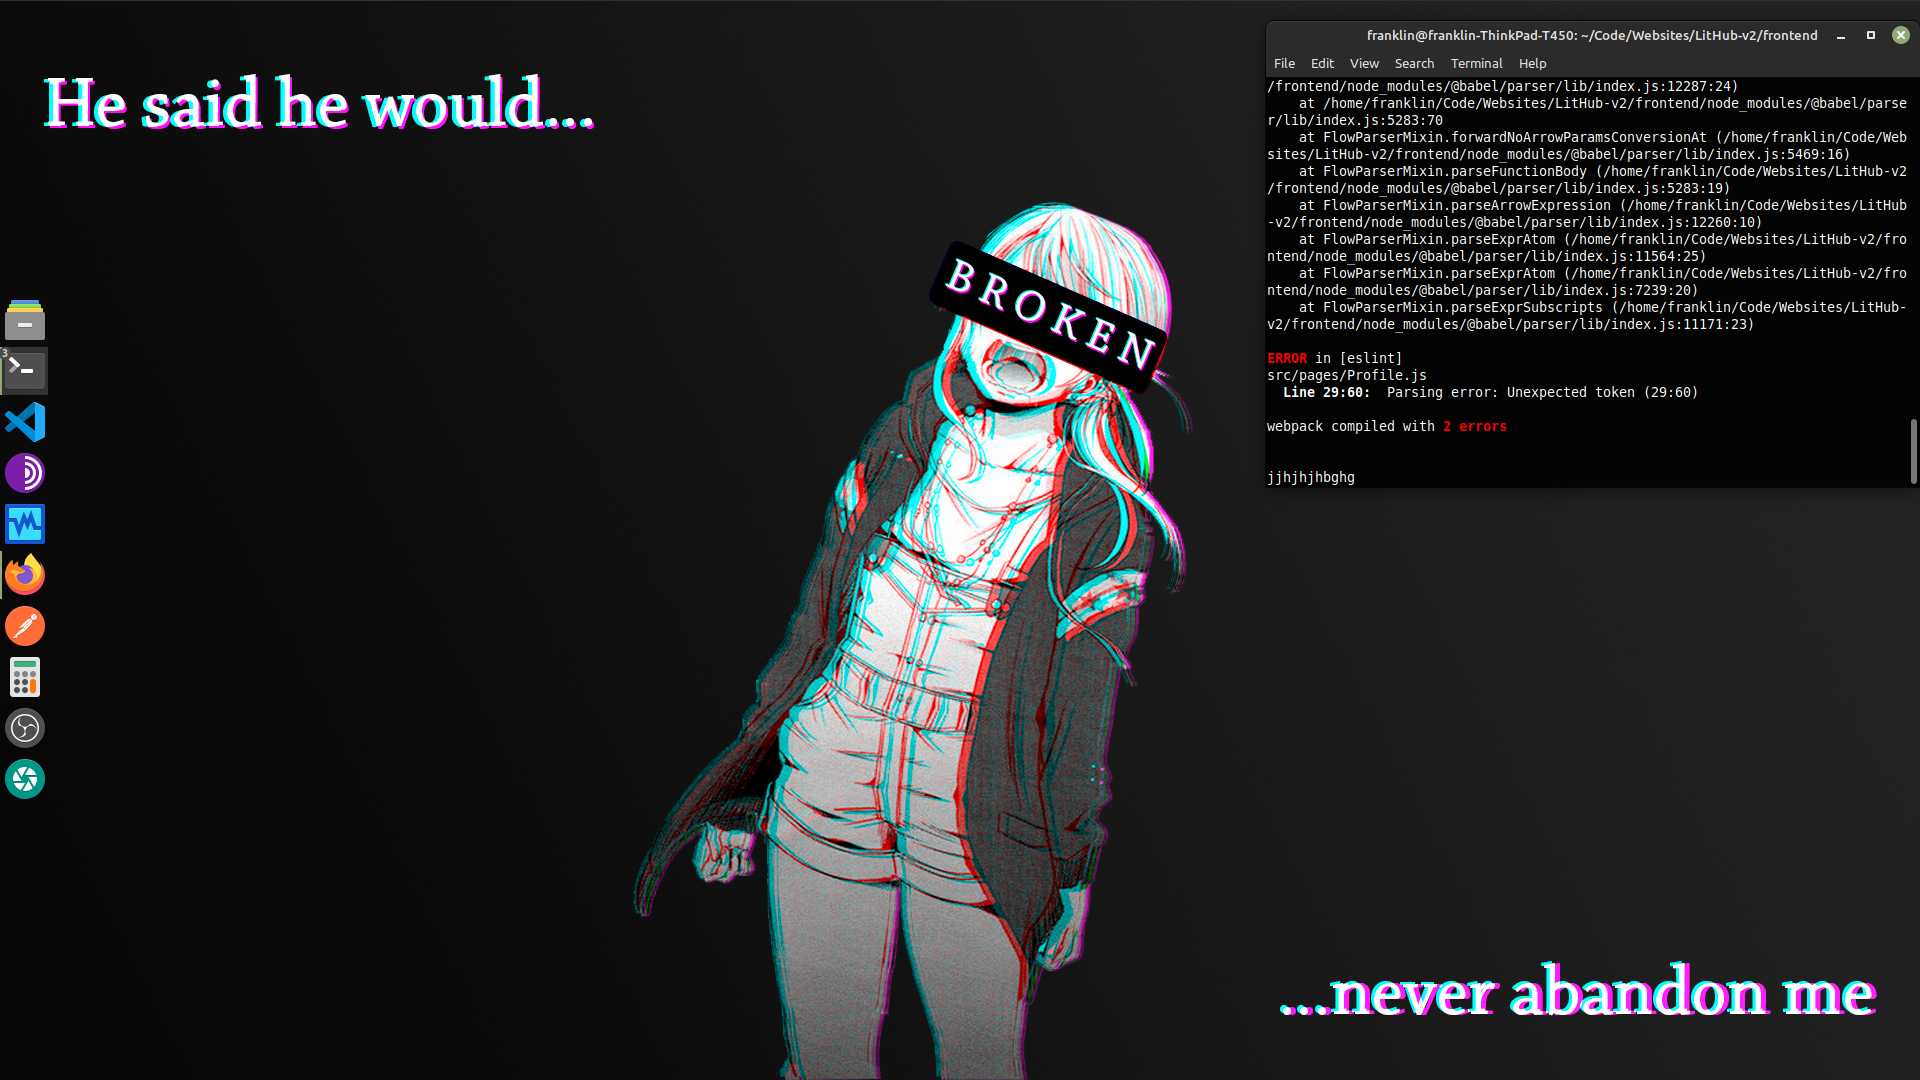 He said he would...
franklin@franklin-ThinkPad-T450: ~/Code/Websites/LitHub-v2/frontend
File Edit View Search Terminal Help
/frontend/node_modules/@babel/parser/lib/index.js:12287:24)
at /home/franklin/Code/Websites/LitHub-v2/frontend/node_modules/@babel/parse
r/lib/index.js:5283:70
at FlowParserMixin.forwardNoArrowParamsConversionAt (/home/franklin/Code/Web
sites/LitHub-v2/frontend/node_modules/@babel/parser/lib/index.js:5469:16)
at FlowParserMixin.parseFunctionBody (/home/franklin/Code/Websites/LitHub-v2
/frontend/node_modules/@babel/parser/lib/index.js:5283:19)
at FlowParserMixin.parseArrowExpression (/home/franklin/Code/Websites/LitHub
-v2/frontend/node_modules/@babel/parser/lib/index.js:12260:10)
at FlowParserMixin.parseExprAtom (/home/franklin/Code/Websites/LitHub-v2/fro
ntend/node_modules/@babel/parser/lib/index.js:11564:25)
at FlowParserMixin.parseExprAtom (/home/franklin/Code/Websites/LitHub-v2/fro
ntend/node_modules/@babel/parser/lib/index.js:7239:20)
at FlowParserMixin.parseExprSubscripts (/home/franklin/Code/Websites/LitHub-
v2/frontend/node_modules/@babel/parser/lib/index.js:11171:23)
ERROR in [eslint]
src/pages/Profile.js
Line 29:60:  Parsing error: Unexpected token (29:60)
webpack compiled with 2 errors
jjhjhjhbghg
BROKEN
3
...never abandon me